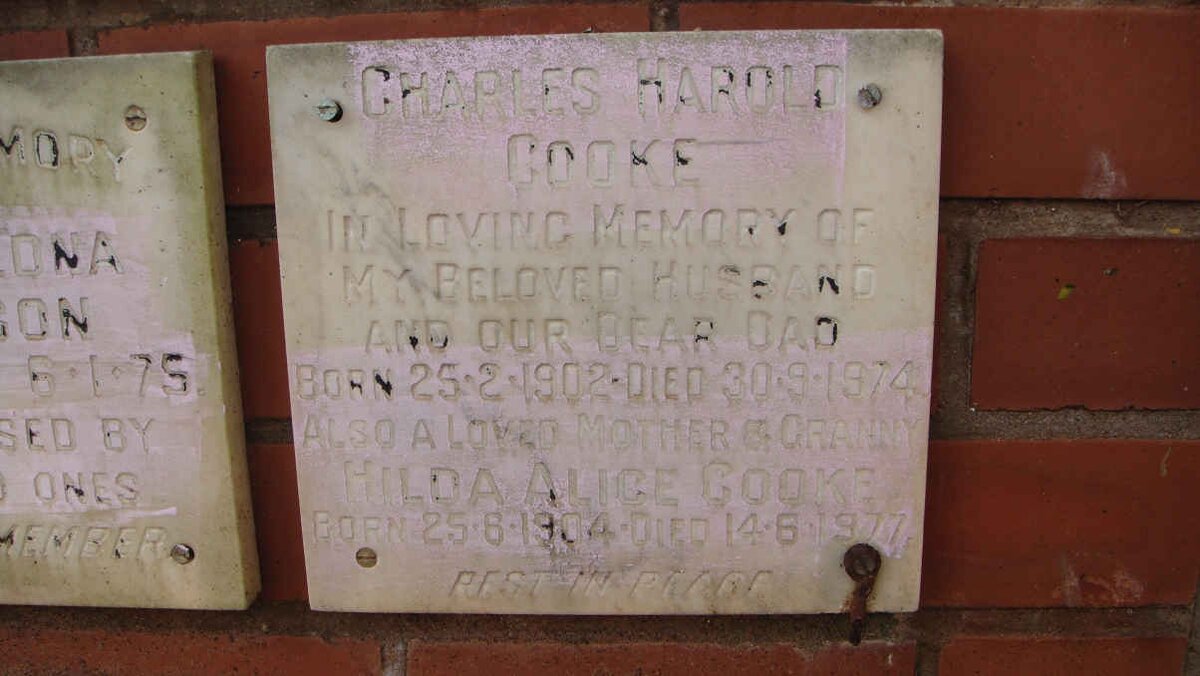 MORY
EDNA
SON
6·1·75.
SED BY
ONES
MEMBER
CHARLES HAROLD
COOKE
IN LOVING MEMORY OF
MY BELOVED HUSBAND
AND OUR DEAR DAD
BORN 25·2·1902·DIED 30·9·1974.
ALSO A LOVED MOTHER & GRANNY
HILDA ALICE COOKE
BORN 25·6·1904·DIED 14·6·1977.
REST IN PEACE